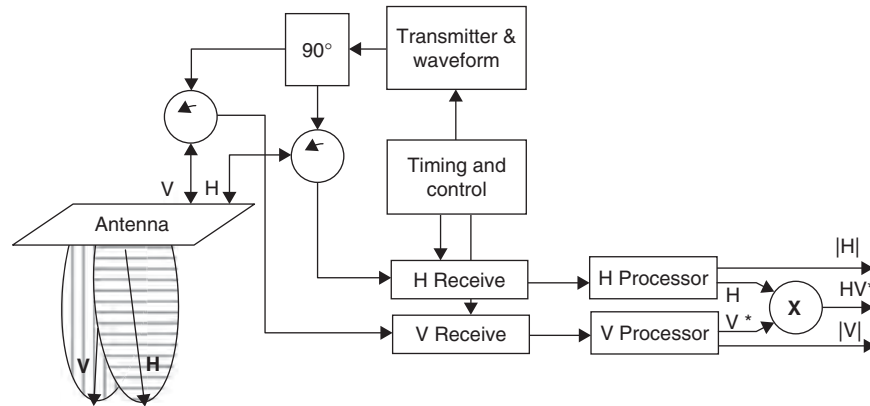 90°
Transmitter &
waveform
Timing and
control
V
H
Antenna
H Receive
H Processor
|H|
H
X
HV*
V *
V Receive
V Processor
|V|
V
H